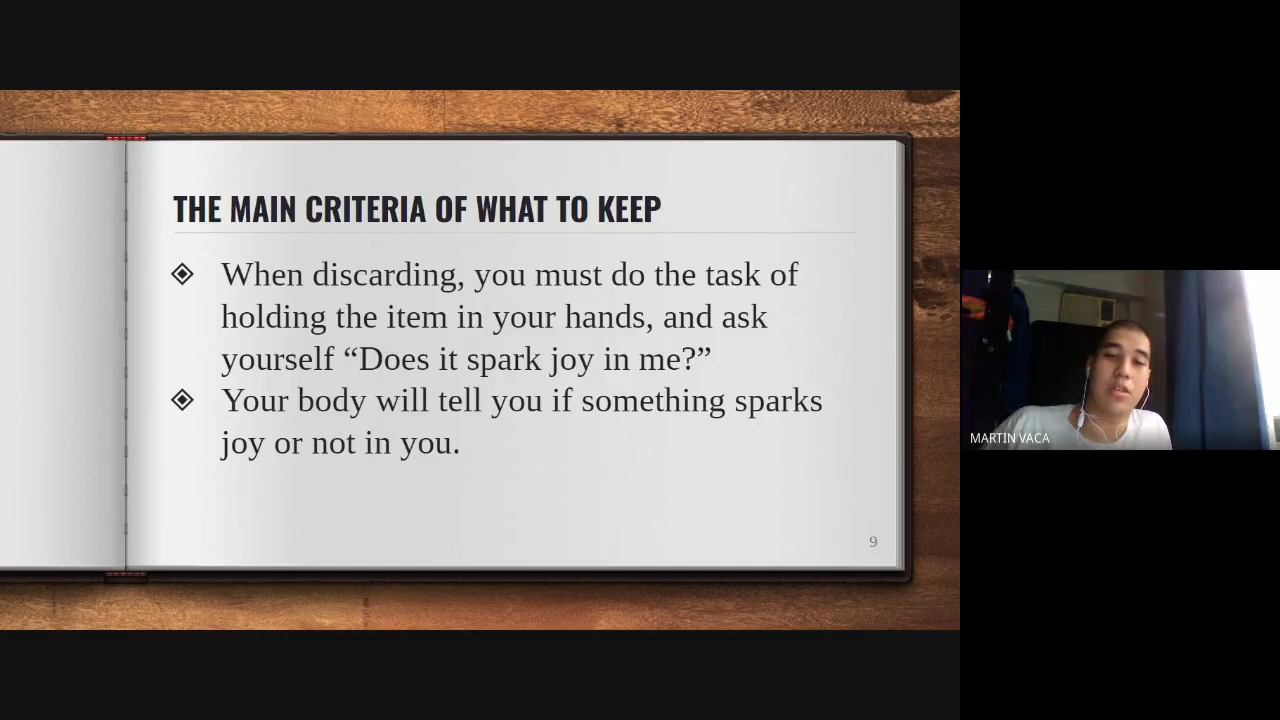 THE MAIN CRITERIA OF WHAT TO KEEP
When discarding, you must do the task of
holding the item in your hands, and ask
yourself “Does it spark joy in me?”
Your body will tell you if something sparks
joy or not in you.
9
MARTIN VACA